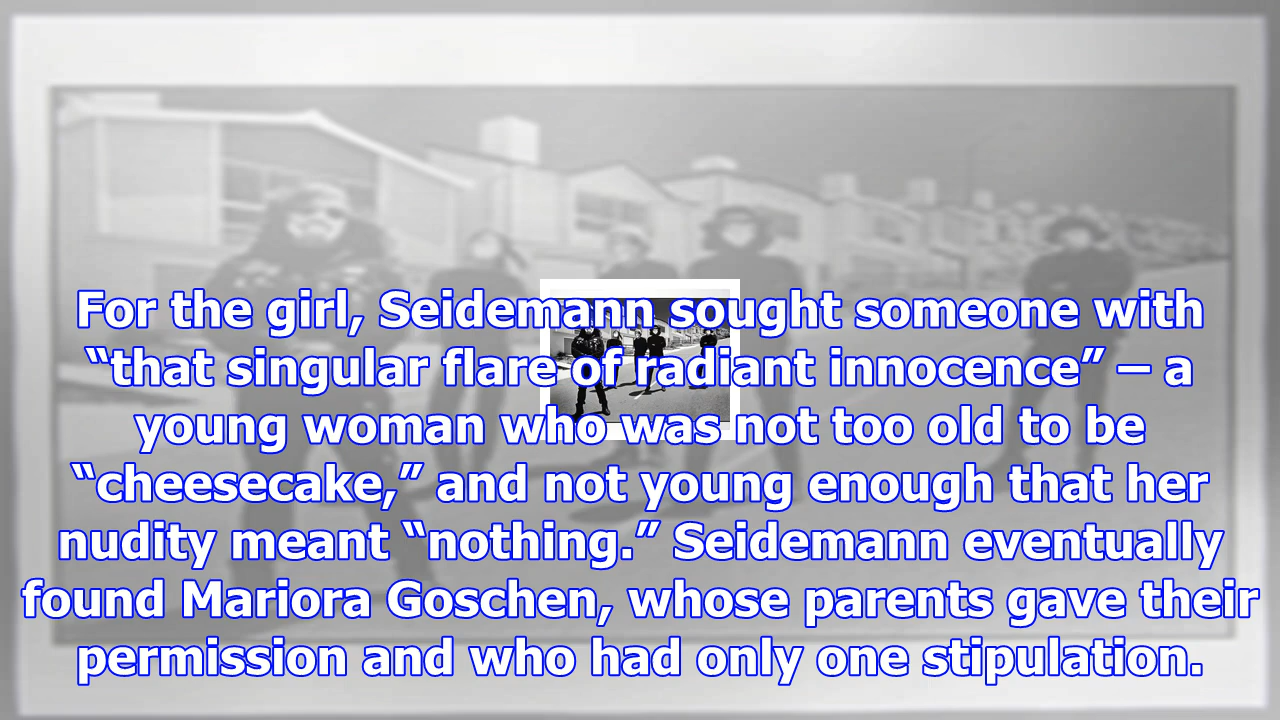 For the girl, Seidemann sought someone with
“that singular flare of radiant innocence” – a
young woman who was not too old to be
“cheesecake,” and not young enough that her
nudity meant “nothing.” Seidemann eventually
found Mariora Goschen, whose parents gave their
permission and who had only one stipulation.